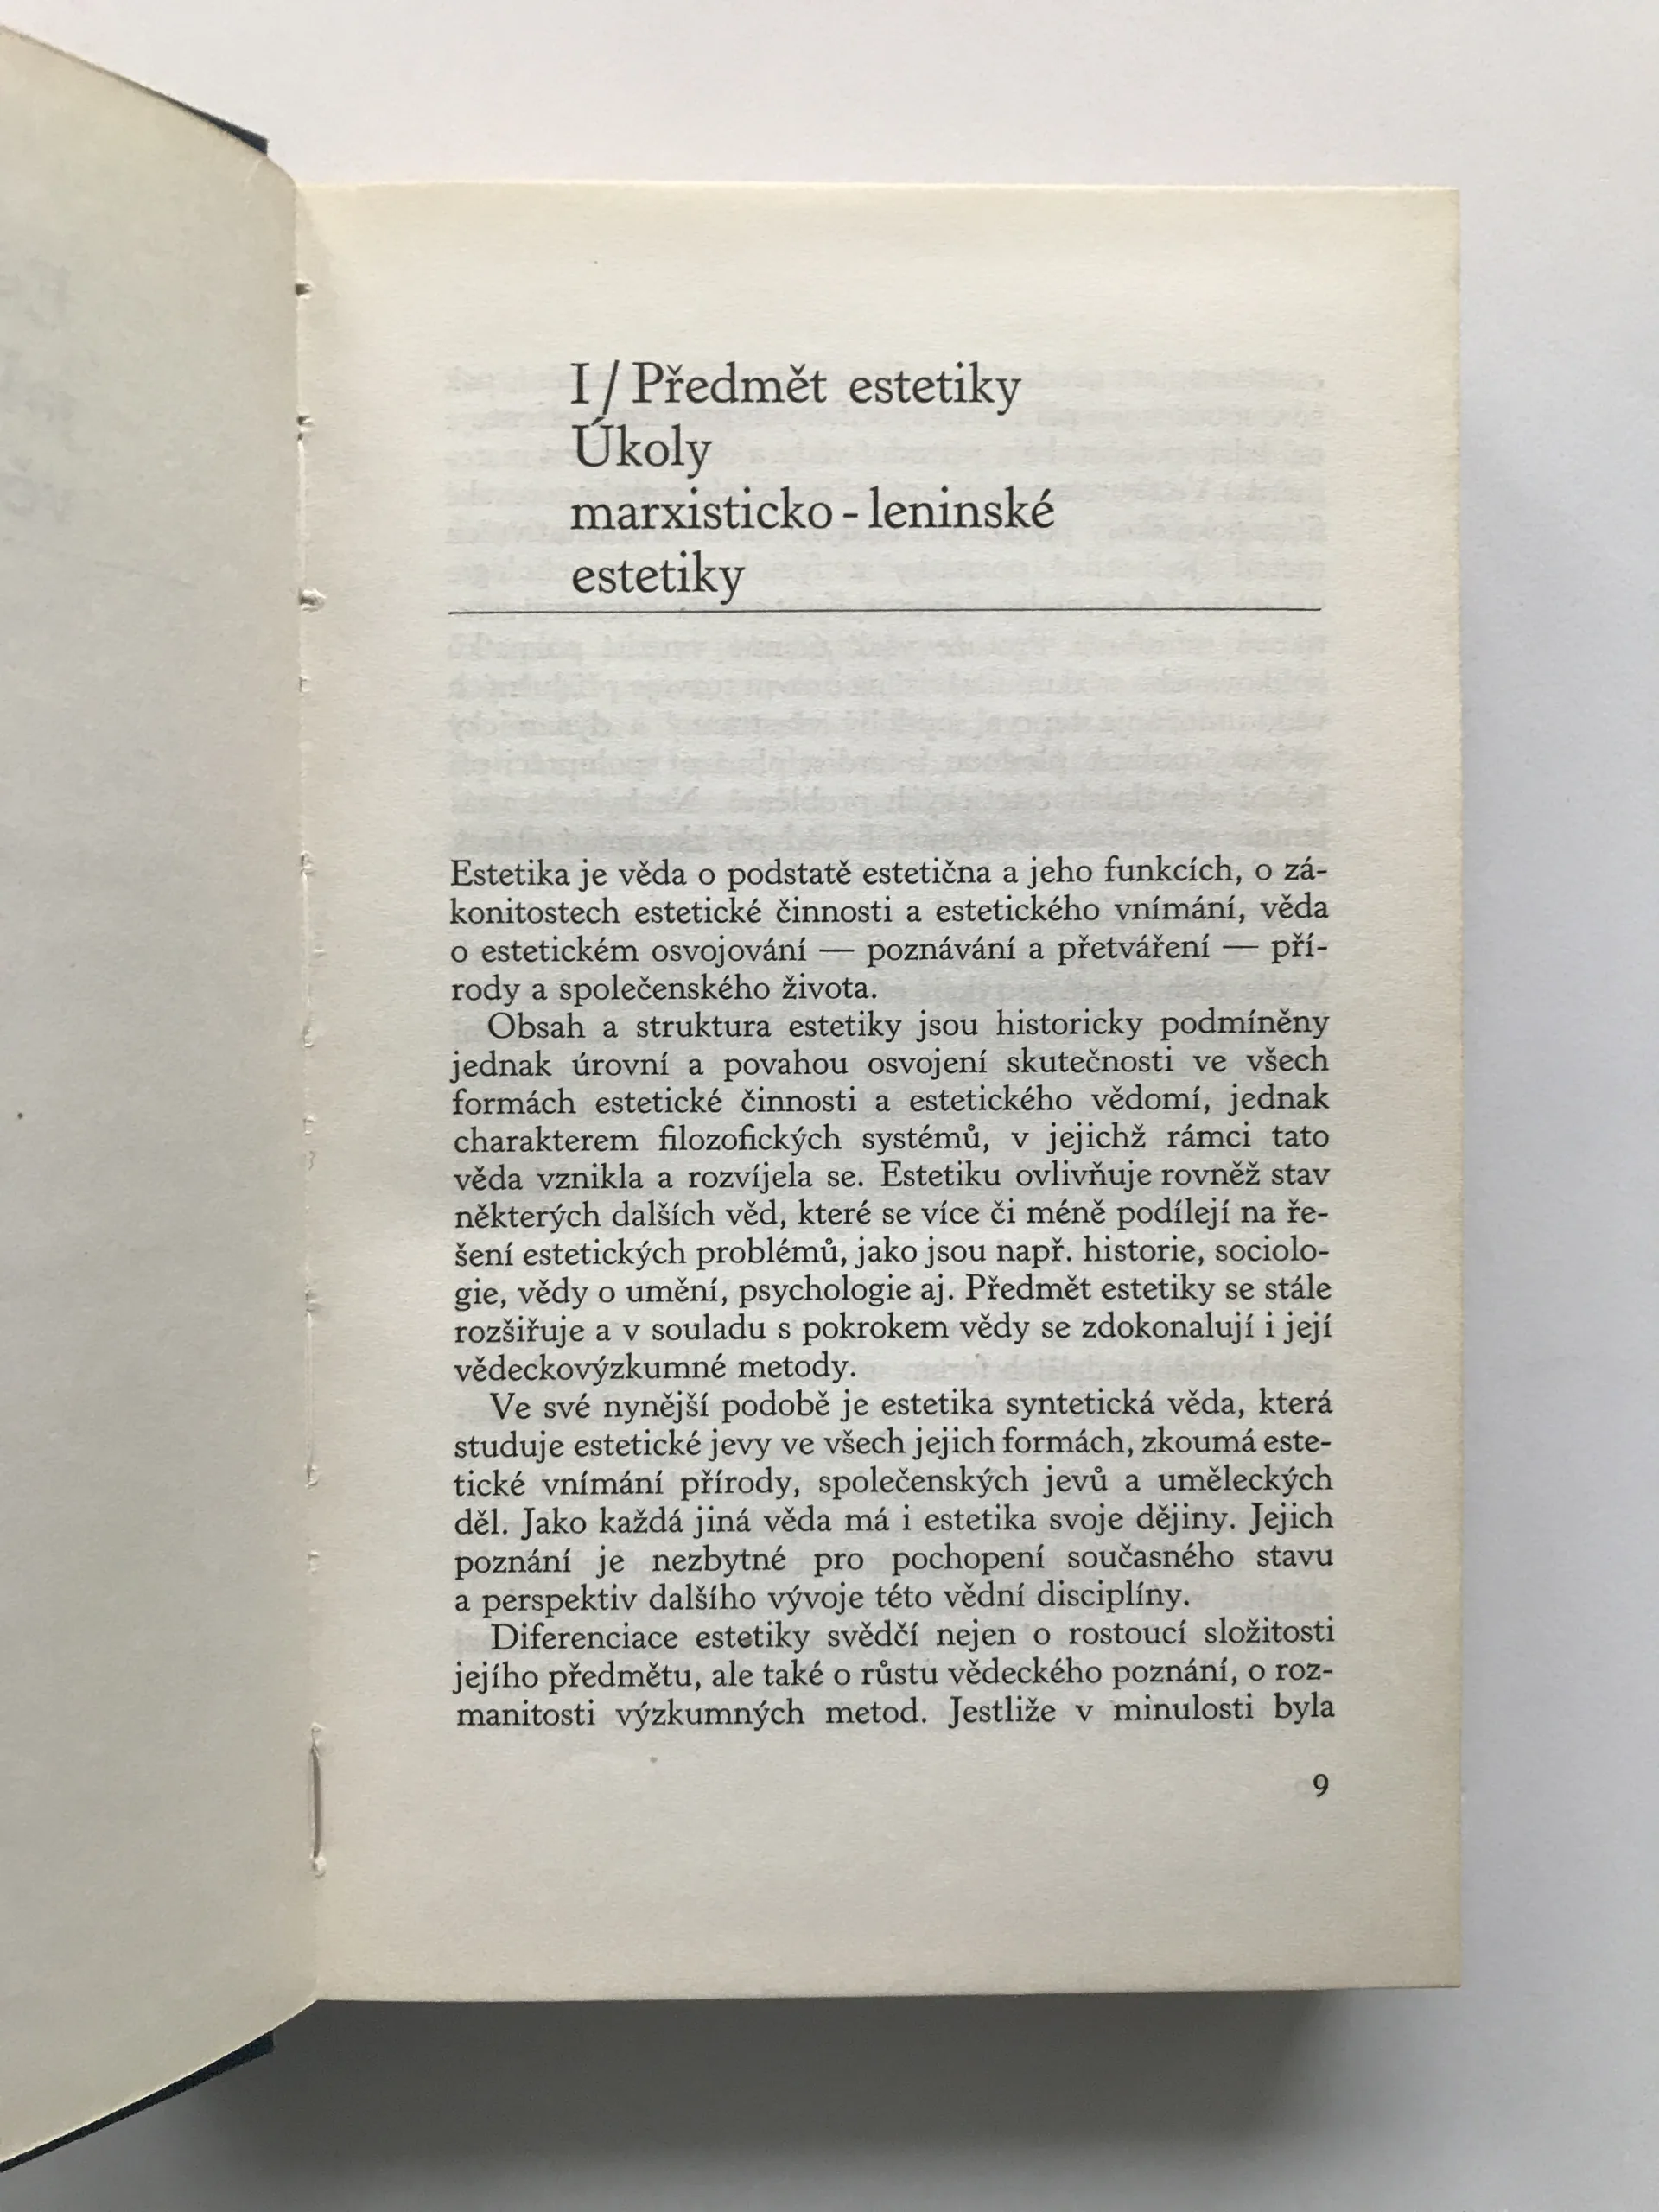 I / Předmět estetiky
Úkoly
marxisticko - leninské
estetiky
Estetika je věda o podstatě estetična a jeho funkcích, o zá-
konitostech estetické činnosti a estetického vnímání, věda
o estetickém osvojování — poznávání a přetváření — pří-
rody a společenského života.
Obsah a struktura estetiky jsou historicky podmíněny
jednak úrovní a povahou osvojení skutečnosti ve všech
formách estetické činnosti a estetického vědomí, jednak
charakterem filozofických systémů, v jejichž rámci tato
věda vznikla a rozvíjela se. Estetiku ovlivňuje rovněž stav
některých dalších věd, které se více či méně podílejí na ře-
šení estetických problémů, jako jsou např. historie, sociolo-
gie, vědy o umění, psychologie aj. Předmět estetiky se stále
rozšiřuje a v souladu s pokrokem vědy se zdokonalují i její
vědeckovýzkumné metody.
Ve své nynější podobě je estetika syntetická věda, která
studuje estetické jevy ve všech jejich formách, zkoumá este-
tické vnímání přírody, společenských jevů a uměleckých
děl. Jako každá jiná věda má i estetika svoje dějiny. Jejich
poznání je nezbytné pro pochopení současného stavu
a perspektiv dalšího vývoje této vědní disciplíny.
Diferenciace estetiky svědčí nejen o rostoucí složitosti
jejího předmětu, ale také o růstu vědeckého poznání, o roz-
manitosti výzkumných metod. Jestliže v minulosti byla
9